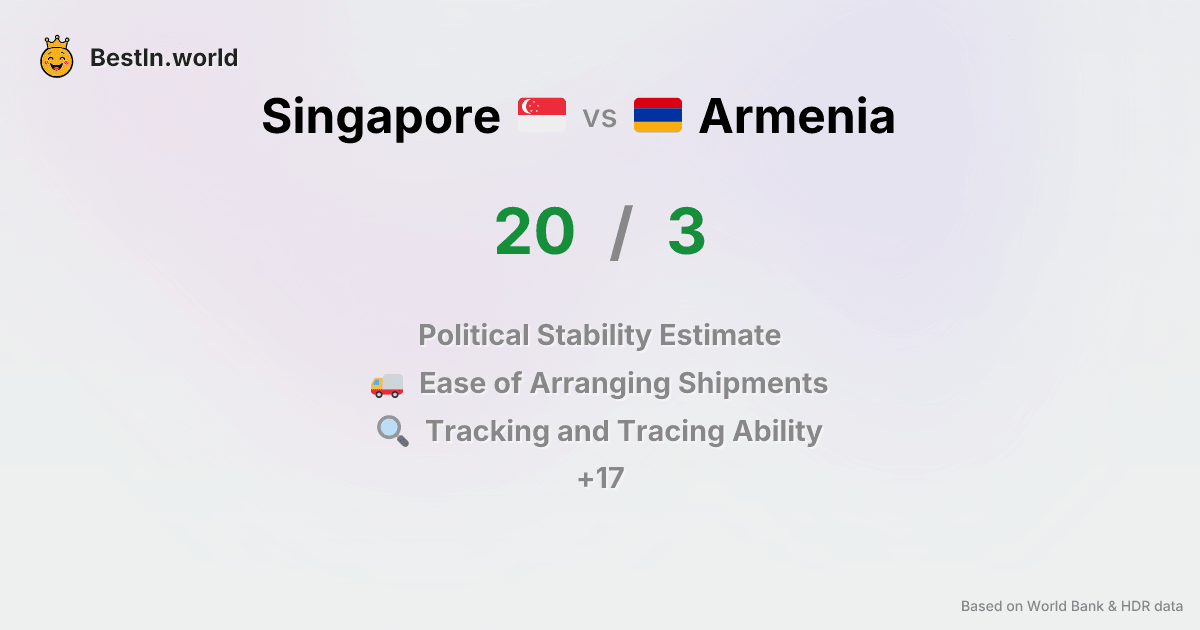 BestIn.world
Singapore vs Armenia
20 / 3
Political Stability Estimate
Ease of Arranging Shipments
Tracking and Tracing Ability
+17
Based on World Bank & HDR data